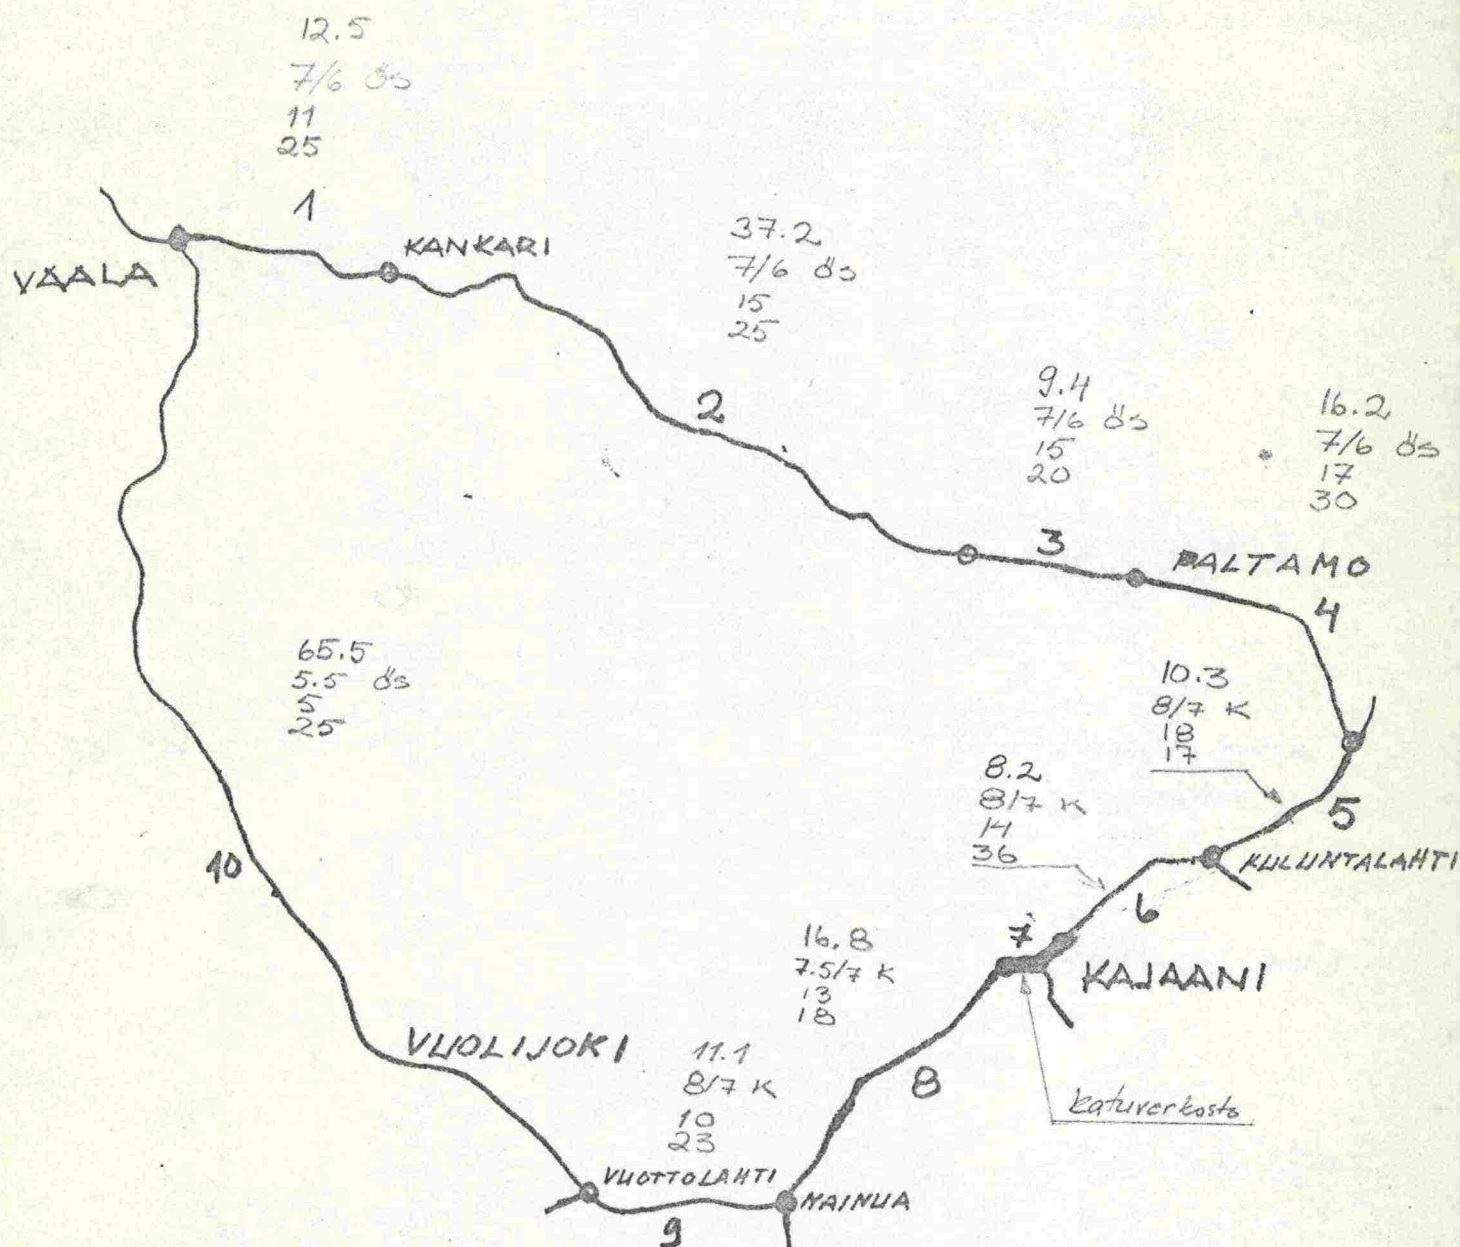 12.5
7/6 ös
11
25
1
VAALA
KANKARI
37.2
7/6 ös
15
25
2
9.4
7/6 ös
15
20
3
16.2
7/6 ös
17
30
PALTAMO
4
10.3
8/7 K
18
17
5
KULUNTALAHTI
8.2
8/7 K
14
36
6
7
KAJAANI
katuverkosto
16.8
7.5/7 K
13
18
8
65.5
5.5 ös
5
25
10
VUOLIJOKI
11.1
8/7 K
10
23
VUOTTOLAHTI
MAINUA
9